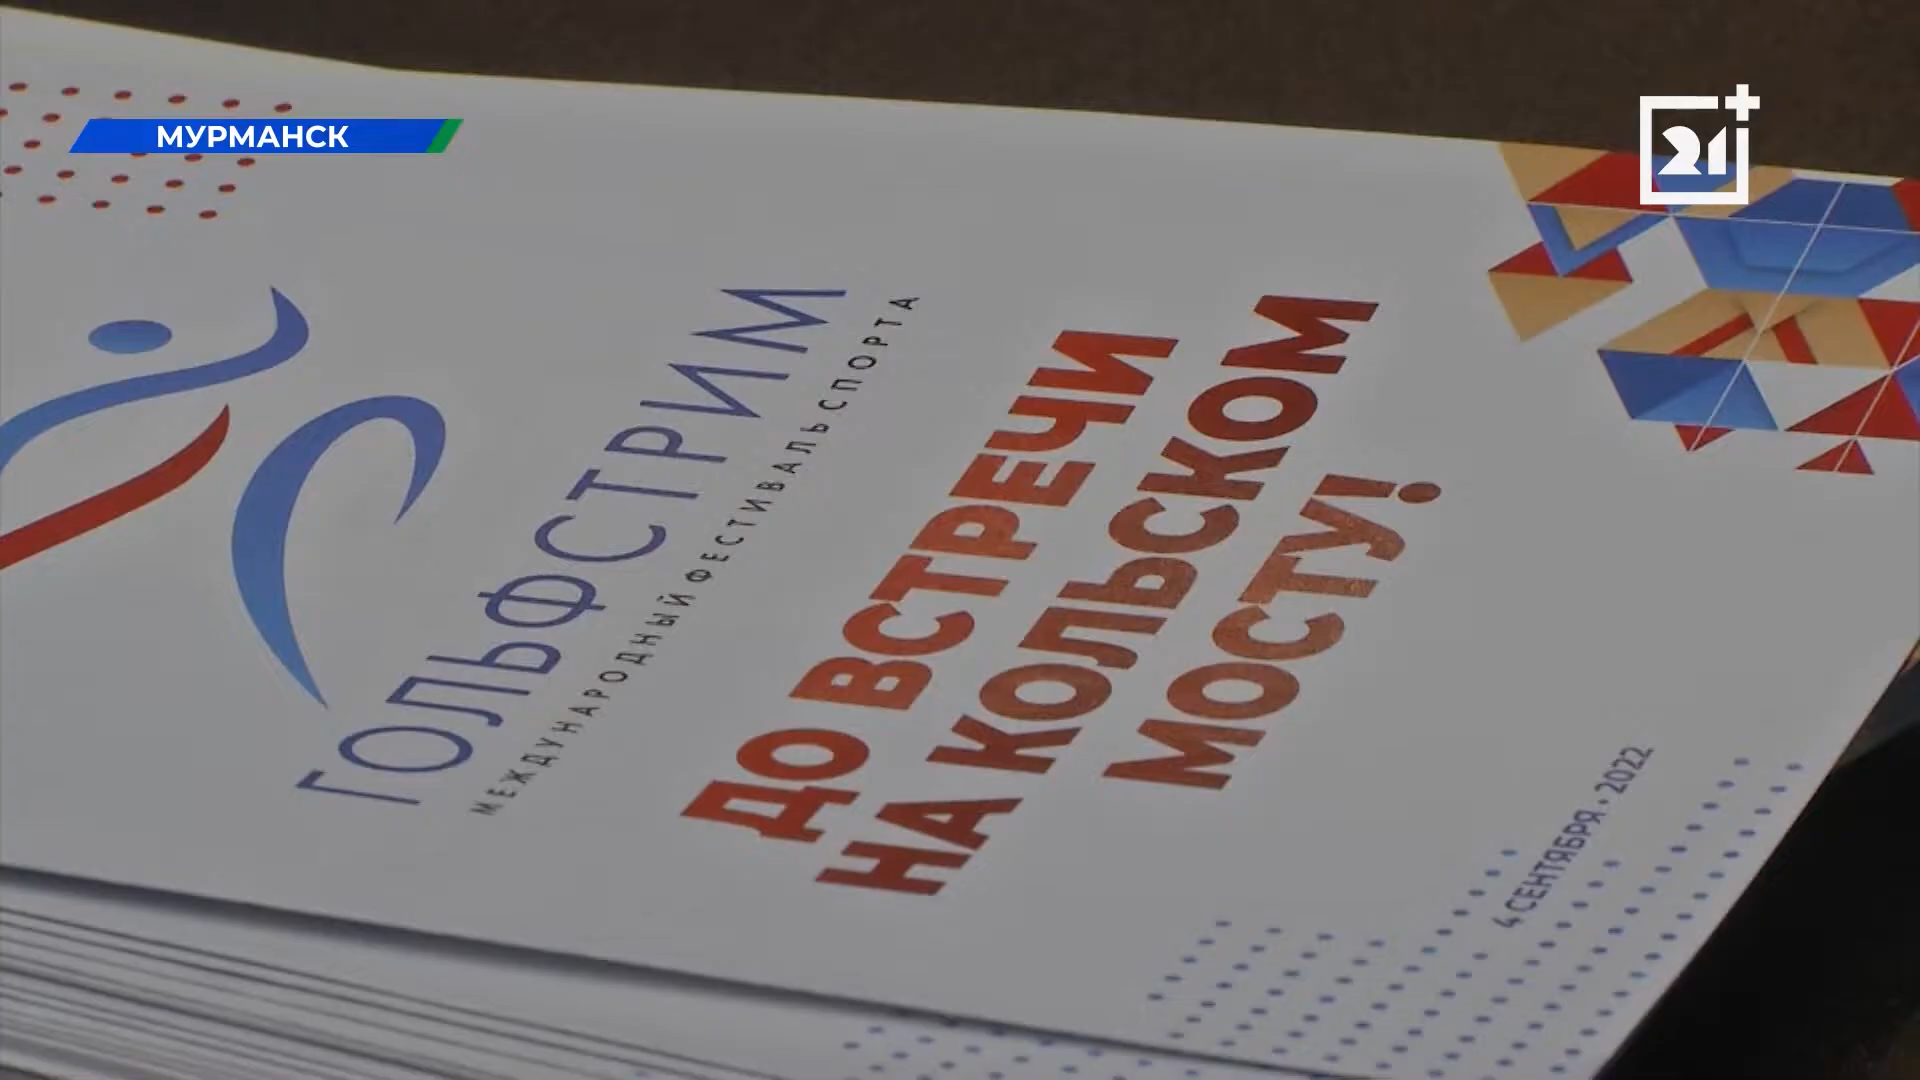 МУРМАНСК
21+
ГОЛЬФСТРИМ
МЕЖДУНАРОДНЫЙ ФЕСТИВАЛЬ СПОРТА
ДО ВСТРЕЧИ
НА КОЛЬСКОМ
МОСТУ!
4 СЕНТЯБРЯ • 2022